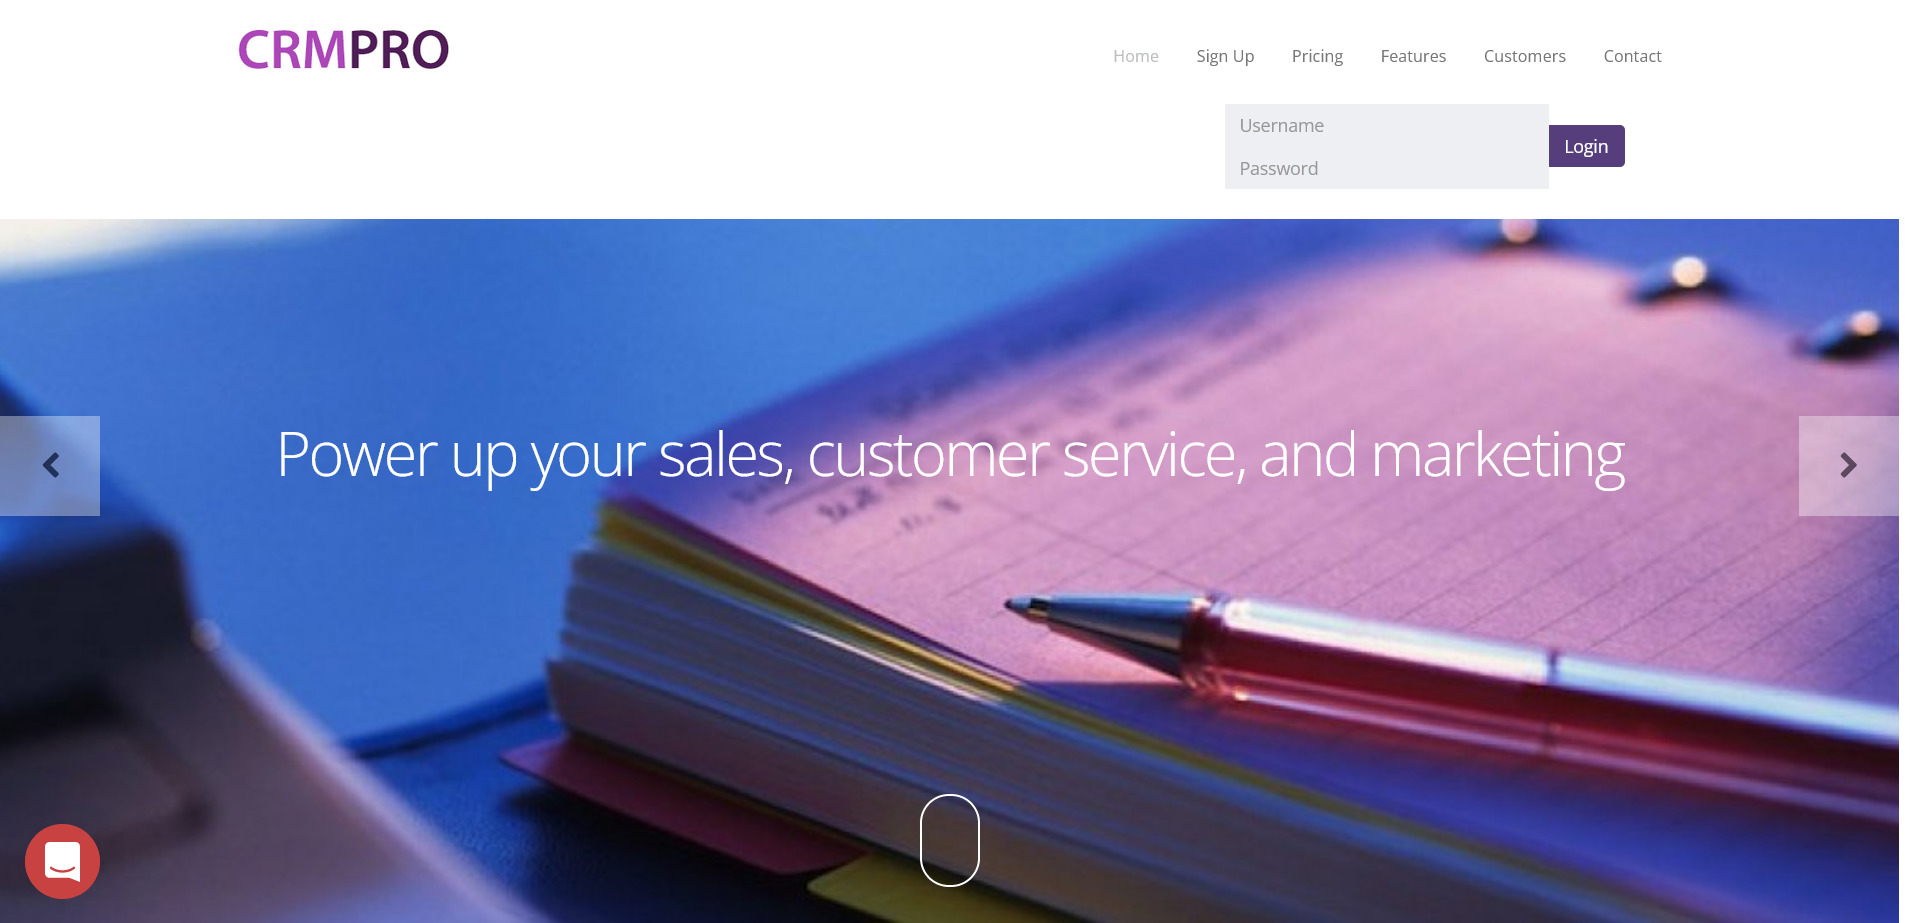 CRMPRO
Home Sign Up Pricing Features Customers Contact
Username
Password
Login
Power up your sales, customer service, and marketing